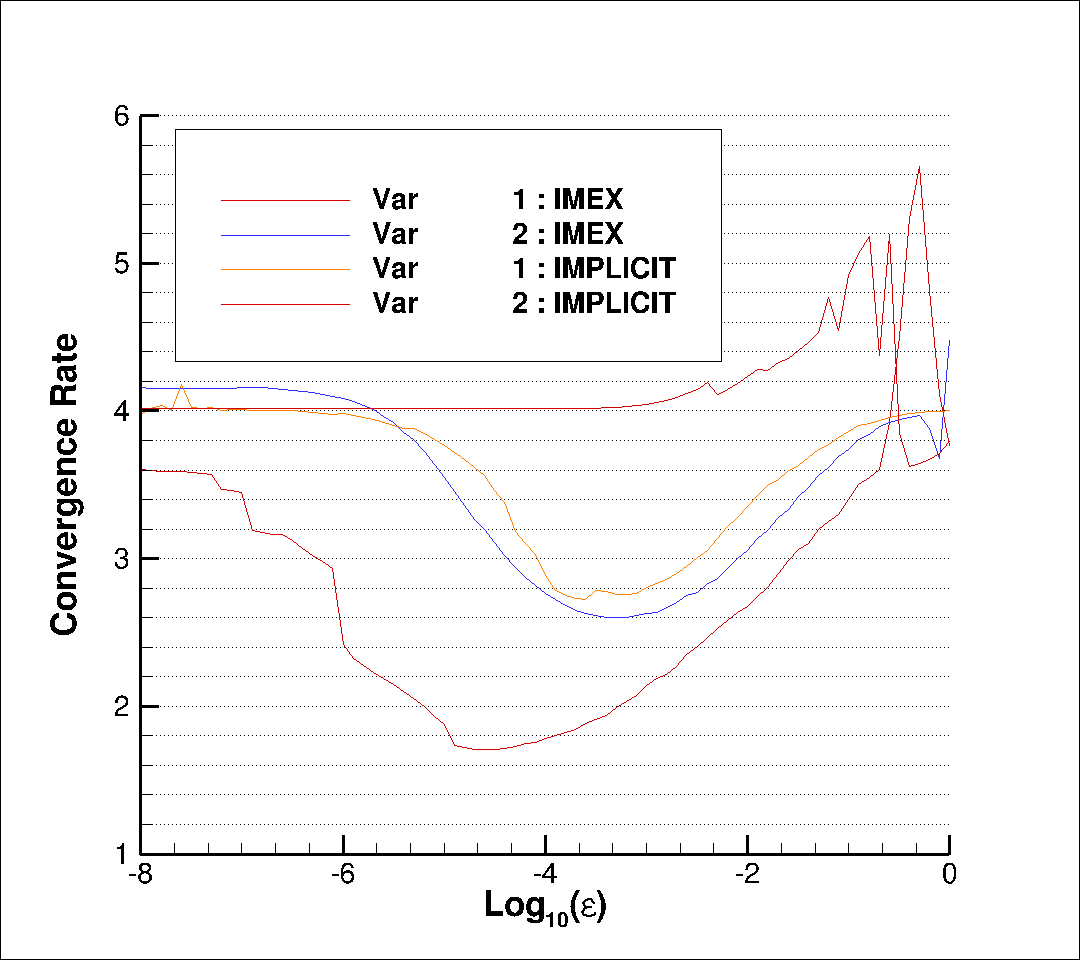 6
Var 1 : IMEX
Var 2 : IMEX
Var 1 : IMPLICIT
Var 2 : IMPLICIT
5
4
3
2
1
Convergence Rate
-8 -6 -4 -2 0
Log10(ε)